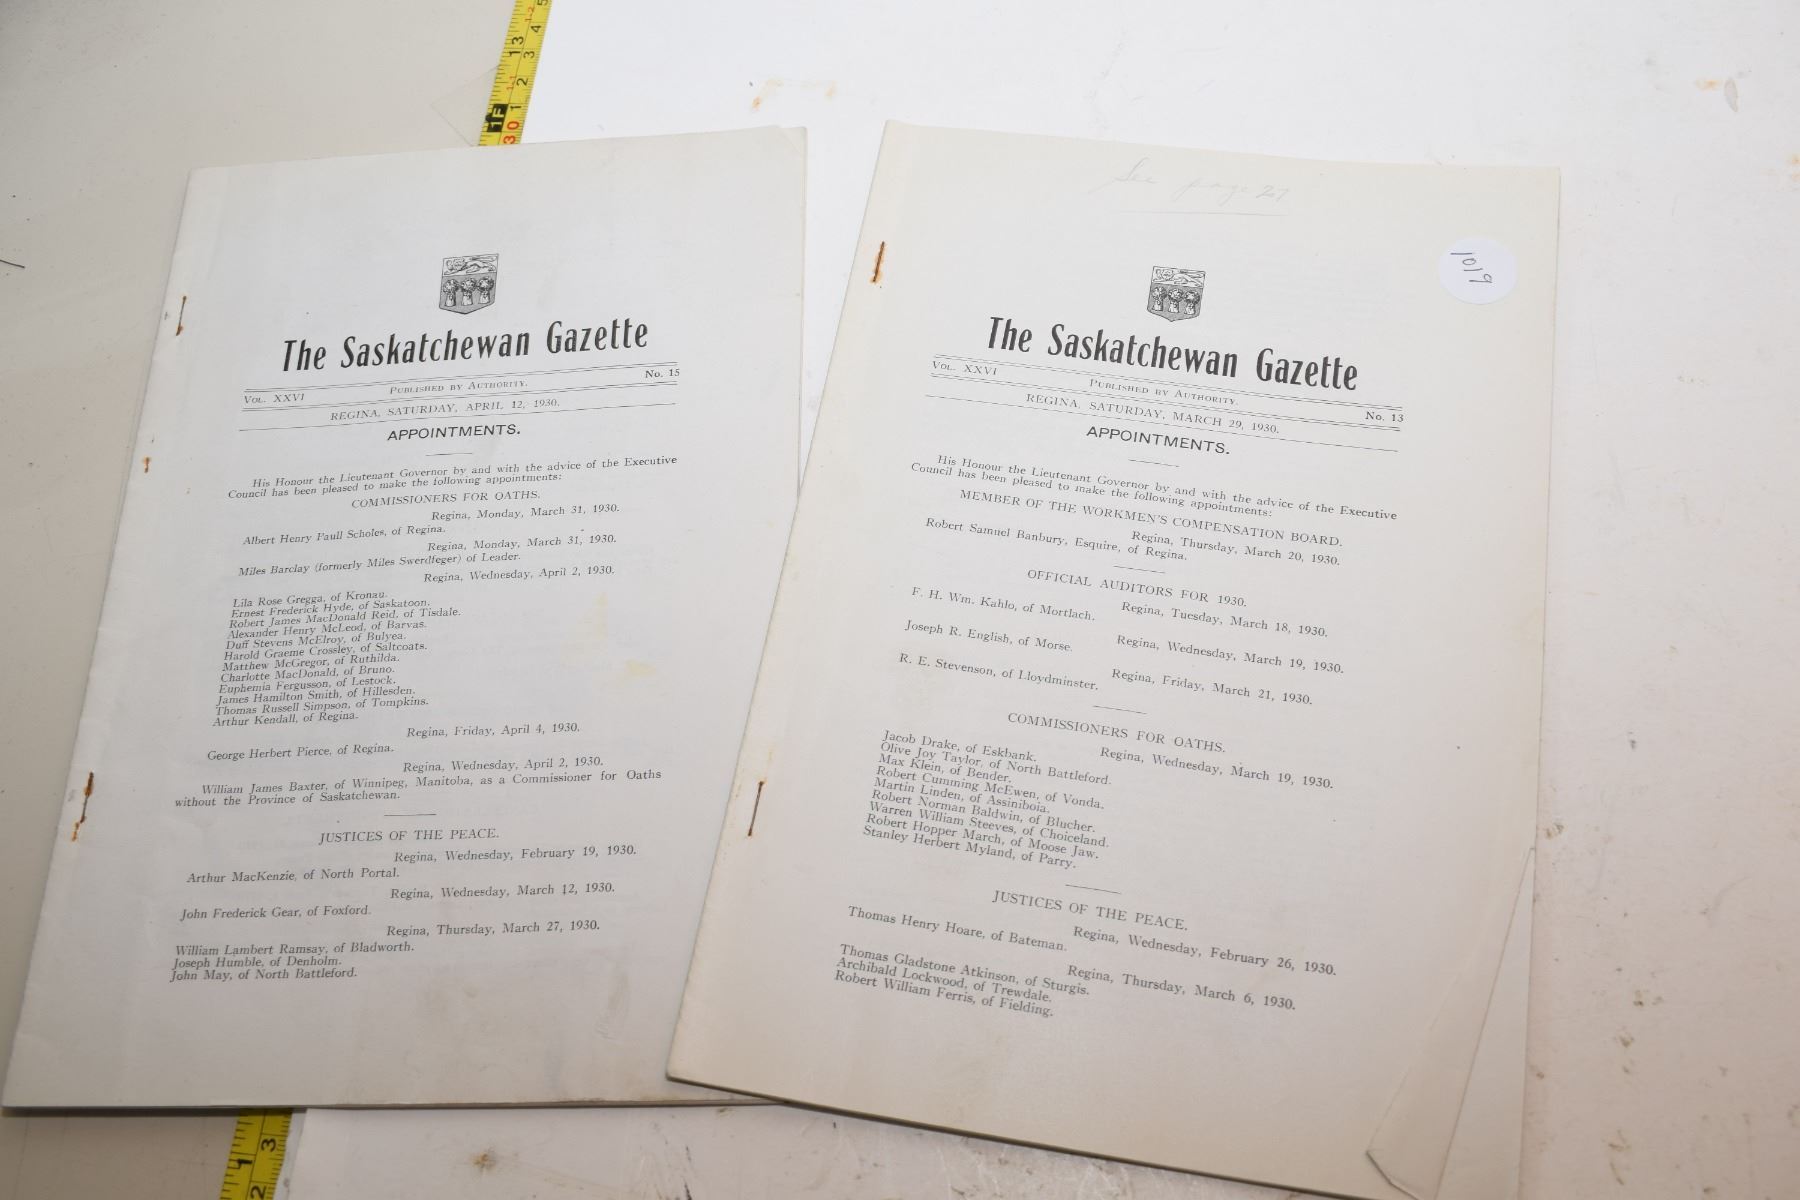 The Saskatchewan Gazette
Vol. XXVI Published by Authority. No. 15
REGINA, SATURDAY, APRIL 12, 1930.
APPOINTMENTS.
His Honour the Lieutenant Governor by and with the advice of the Executive
Council has been pleased to make the following appointments:
COMMISSIONERS FOR OATHS.
Regina, Monday, March 31, 1930.
Albert Henry Paull Scholes, of Regina.
Regina, Monday, March 31, 1930.
Miles Barclay (formerly Miles Swerdfeger) of Leader.
Regina, Wednesday, April 2, 1930.
Lila Rose Gregga, of Kronau.
Ernest Frederick Hyde, of Saskatoon.
Robert James MacDonald Reid, of Tisdale.
Alexander Henry McLeod, of Barvas.
Duff Stevens McElroy, of Bulyea.
Harold Graeme Crossley, of Saltcoats.
Matthew McGregor, of Ruthilda.
Charlotte MacDonald, of Bruno.
Euphemia Fergusson, of Lestock.
James Hamilton Smith, of Hillesden.
Thomas Russell Simpson, of Tompkins.
Arthur Kendall, of Regina.
Regina, Friday, April 4, 1930.
George Herbert Pierce, of Regina.
Regina, Wednesday, April 2, 1930.
William James Baxter, of Winnipeg, Manitoba, as a Commissioner for Oaths
without the Province of Saskatchewan.
JUSTICES OF THE PEACE.
Regina, Wednesday, February 19, 1930.
Arthur MacKenzie, of North Portal.
Regina, Wednesday, March 12, 1930.
John Frederick Gear, of Foxford.
Regina, Thursday, March 27, 1930.
William Lambert Ramsay, of Bladworth.
Joseph Humble, of Denholm.
John May, of North Battleford.
See page 27
1019
The Saskatchewan Gazette
Vol. XXVI Published by Authority. No. 13
REGINA, SATURDAY, MARCH 29, 1930.
APPOINTMENTS.
His Honour the Lieutenant Governor by and with the advice of the Executive
Council has been pleased to make the following appointments:
MEMBER OF THE WORKMEN'S COMPENSATION BOARD.
Regina, Thursday, March 20, 1930.
Robert Samuel Banbury, Esquire, of Regina.
OFFICIAL AUDITORS FOR 1930.
Regina, Tuesday, March 18, 1930.
F. H. Wm. Kahlo, of Mortlach.
Regina, Wednesday, March 19, 1930.
Joseph R. English, of Morse.
Regina, Friday, March 21, 1930.
R. E. Stevenson, of Lloydminster.
COMMISSIONERS FOR OATHS.
Regina, Wednesday, March 19, 1930.
Jacob Drake, of Eskbank.
Olive Joy Taylor, of North Battleford.
Max Klein, of Bender.
Robert Cumming McEwen, of Vonda.
Martin Linden, of Assiniboia.
Robert Norman Baldwin, of Blucher.
Warren William Steeves, of Choiceland.
Robert Hopper March, of Moose Jaw.
Stanley Herbert Myland, of Parry.
JUSTICES OF THE PEACE.
Regina, Wednesday, February 26, 1930.
Thomas Henry Hoare, of Bateman.
Regina, Thursday, March 6, 1930.
Thomas Gladstone Atkinson, of Sturgis.
Archibald Lockwood, of Trewdale.
Robert William Ferris, of Fielding.